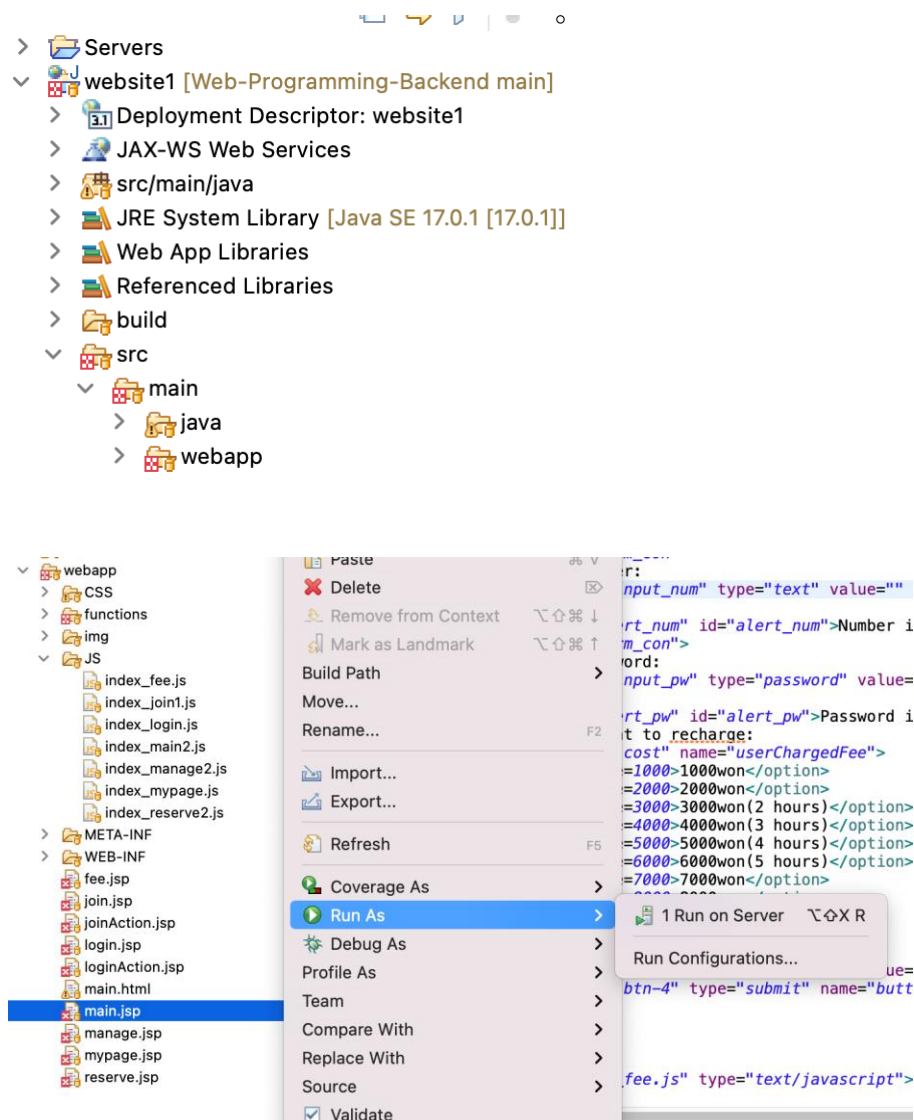 Servers
website1 [Web-Programming-Backend main]
3.1 Deployment Descriptor: website1
JAX-WS Web Services
src/main/java
JRE System Library [Java SE 17.0.1 [17.0.1]]
Web App Libraries
Referenced Libraries
build
src
main
java
webapp
webapp
CSS
functions
img
JS
index_fee.js
index_join1.js
index_login.js
index_main2.js
index_manage2.js
index_mypage.js
index_reserve2.js
META-INF
WEB-INF
fee.jsp
join.jsp
joinAction.jsp
login.jsp
loginAction.jsp
main.html
main.jsp
manage.jsp
mypage.jsp
reserve.jsp
Paste ⌘ V
Delete ⌦
Remove from Context ⌥⇧⌘ ↓
Mark as Landmark ⌥⇧⌘ ↑
Build Path
Move...
Rename... F2
Import...
Export...
Refresh F5
Coverage As
Run As
Debug As
Profile As
Team
Compare With
Replace With
Source
Validate
1 Run on Server ⌥⇧X R
Run Configurations...
r:
nput_num" type="text" value=""
rt_num" id="alert_num">Number i
m_con">
ord:
nput_pw" type="password" value=
rt_pw" id="alert_pw">Password i
t to recharge:
cost" name="userChargedFee">
=1000>1000won</option>
=2000>2000won</option>
=3000>3000won(2 hours)</option>
=4000>4000won(3 hours)</option>
=5000>5000won(4 hours)</option>
=6000>6000won(5 hours)</option>
=7000>7000won</option>
ue=
btn-4" type="submit" name="butt
_fee.js" type="text/javascript">